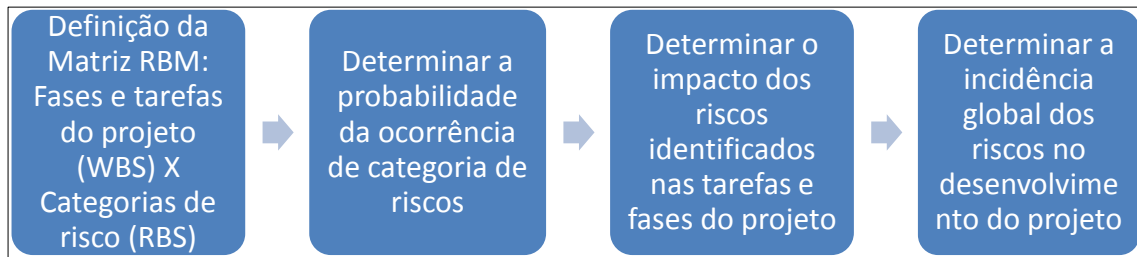 Definição da
Matriz RBM:
Fases e tarefas
do projeto
(WBS) X
Categorias de
risco (RBS)
Determinar a
probabilidade
da ocorrência
de categoria de
riscos
Determinar o
impacto dos
riscos
identificados
nas tarefas e
fases do projeto
Determinar a
incidência
global dos
riscos no
desenvolvime
nto do projeto